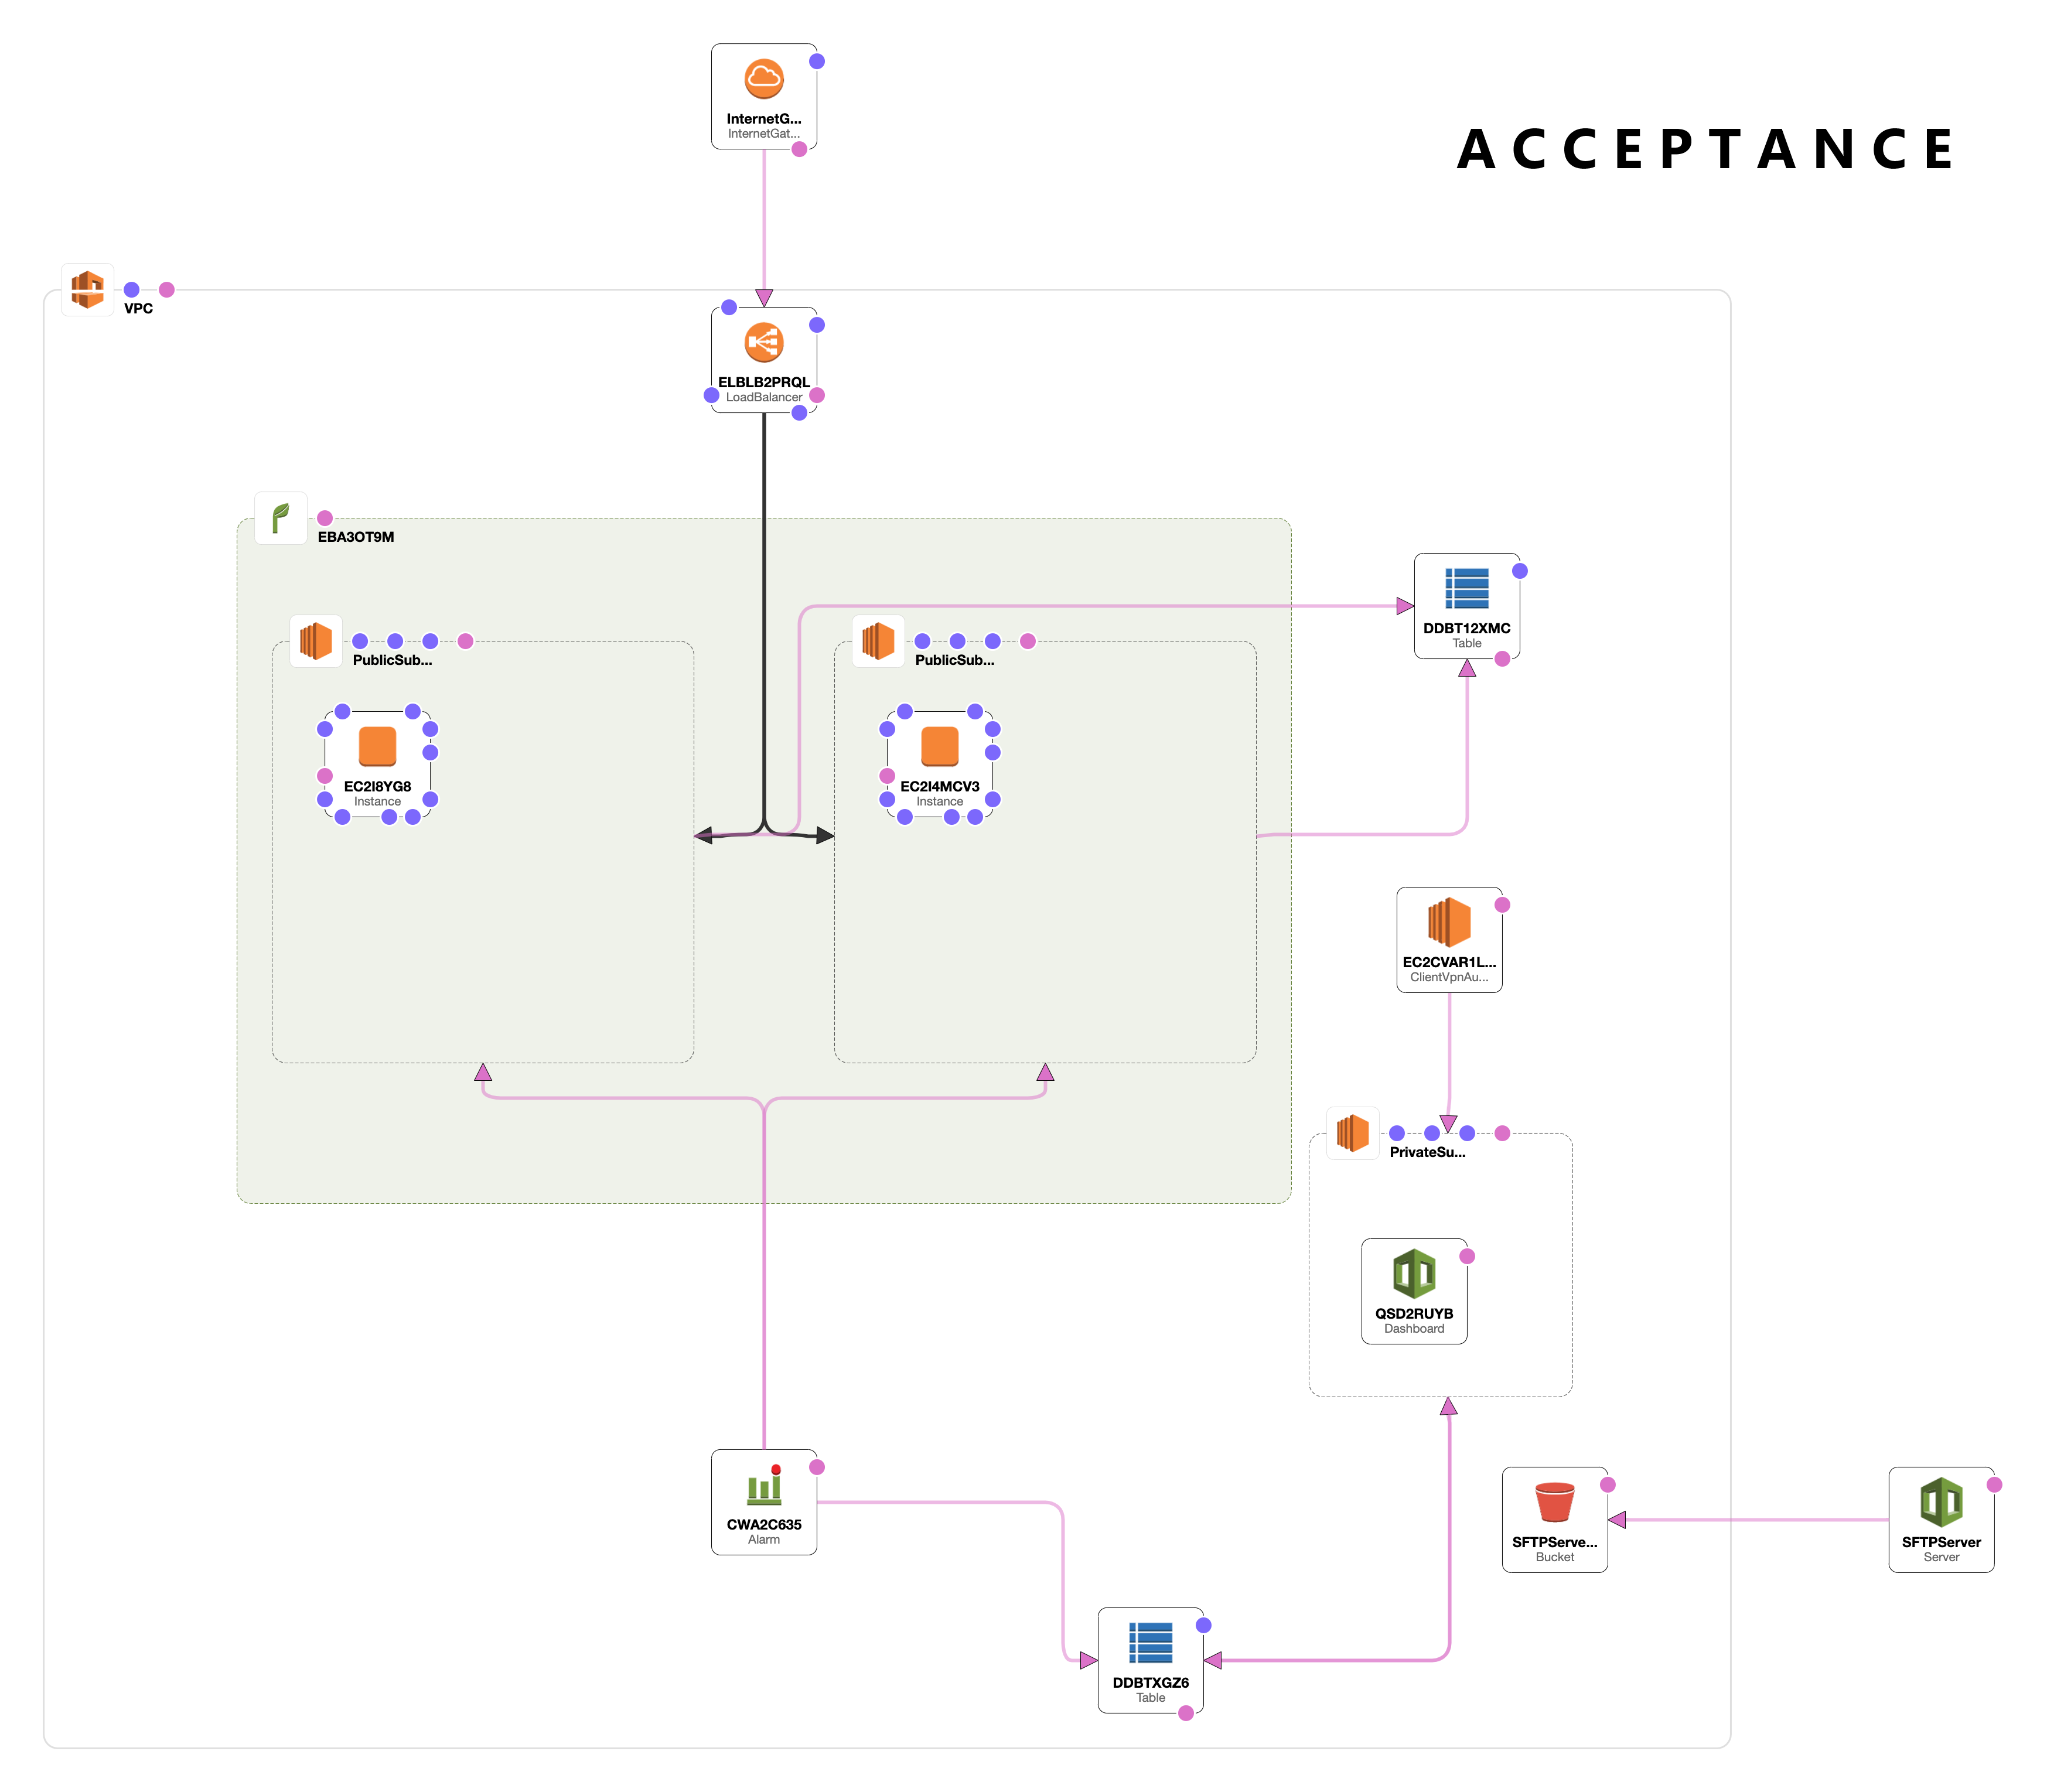 InternetG...
InternetGat...
ACCEPTANCE
VPC
ELBLB2PRQL
LoadBalancer
EBA3OT9M
DDBT12XMC
Table
PublicSub...
PublicSub...
EC2I8YG8
Instance
EC2I4MCV3
Instance
EC2CVAR1L...
ClientVpnAu...
PrivateSu...
QSD2RUYB
Dashboard
CWA2C635
Alarm
SFTPServe...
Bucket
SFTPServer
Server
DDBTXGZ6
Table